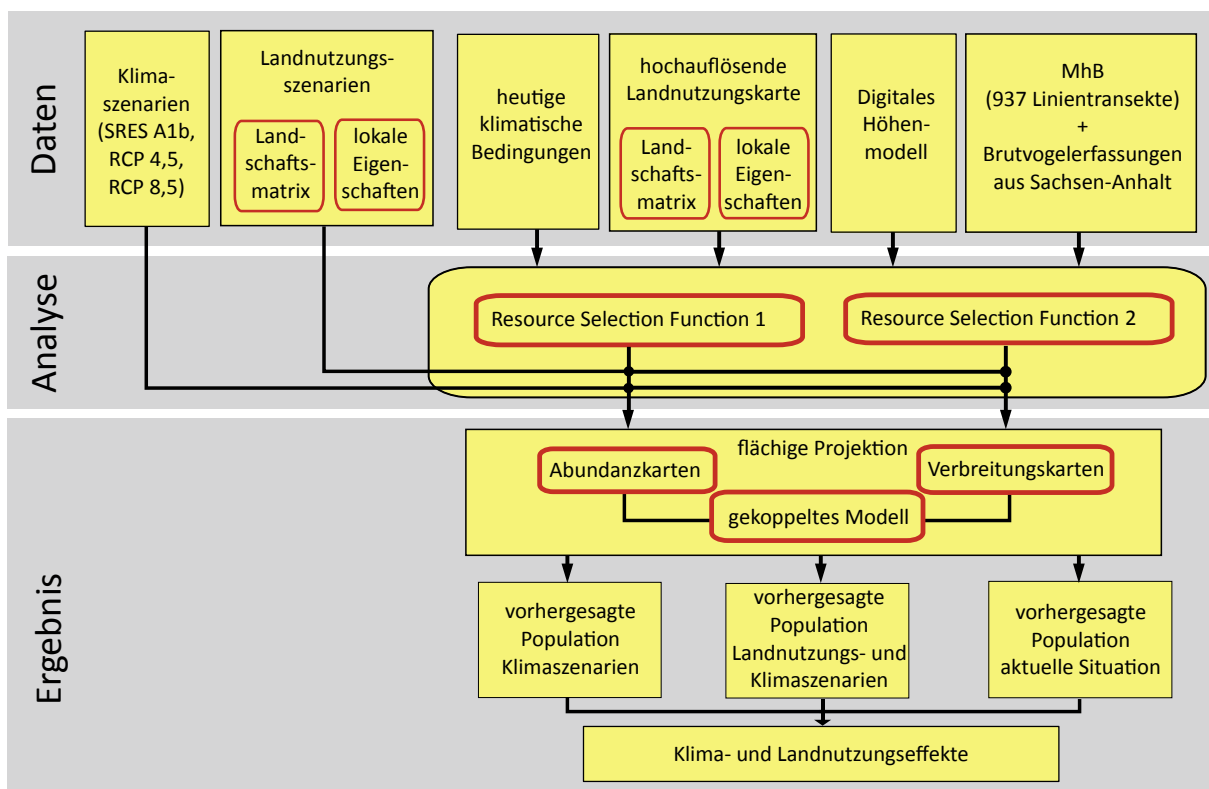 Daten
Klima-
szenarien
(SRES A1b,
RCP 4,5,
RCP 8,5)
Landnutzungs-
szenarien
Land-
schafts-
matrix
lokale
Eigen-
schaften
heutige
klimatische
Bedingungen
hochauflösende
Landnutzungskarte
Land-
schafts-
matrix
lokale
Eigen-
schaften
Digitales
Höhen-
modell
MhB
(937 Linientransekte)
+
Brutvogelerfassungen
aus Sachsen-Anhalt
Analyse
Resource Selection Function 1
Resource Selection Function 2
Ergebnis
flächige Projektion
Abundanzkarten
Verbreitungskarten
gekoppeltes Modell
vorhergesagte
Population
Klimaszenarien
vorhergesagte
Population
Landnutzungs- und
Klimaszenarien
vorhergesagte
Population
aktuelle Situation
Klima- und Landnutzungseffekte